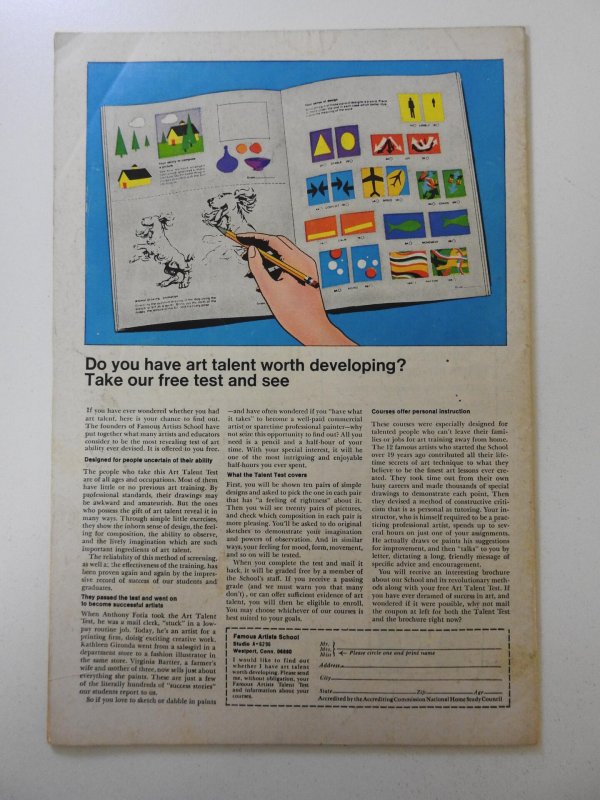 Your sense of design
Your ability to compose
a picture
Animal drawing, animation
Do you have art talent worth developing?
Take our free test and see
If you have ever wondered whether you had
art talent, here is your chance to find out.
The founders of Famous Artists School have
put together what many artists and educators
consider to be the most revealing test of art
ability ever devised. It is offered to you free.
Designed for people uncertain of their ability
The people who take this Art Talent Test
are of all ages and occupations. Most of them
have little or no previous art training. By
professional standards, their drawings may
be awkward and amateurish. But the ones
who possess the gift of art talent reveal it in
many ways. Through simple little exercises,
they show the inborn sense of design, the feel-
ing for composition, the ability to observe,
and the lively imagination which are such
important ingredients of art talent.
The reliability of this method of screening,
as well as the effectiveness of the training, has
been proven again and again by the impres-
sive record of success of our students and
graduates.
They passed the test and went on
to become successful artists
When Anthony Fotia took the Art Talent
Test, he was a mail clerk, "stuck" in a low-
pay routine job. Today, he's an artist for a
printing firm, doing exciting creative work.
Kathleen Gironda went from a salesgirl in a
department store to a fashion illustrator in
the same store. Virginia Bartter, a farmer's
wife and mother of three, now sells just about
everything she paints. These are just a few
of the literally hundreds of "success stories"
our students report to us.
So if you love to sketch or dabble in paints
—and have often wondered if you "have what
it takes" to become a well-paid commercial
artist or sparetime professional painter—why
not seize this opportunity to find out? All you
need is a pencil and a half-hour of your
time. With your special interest, it will be
one of the most intriguing and enjoyable
half-hours you ever spent.
What the Talent Test covers
First, you will be shown ten pairs of simple
designs and asked to pick the one in each pair
that has "a feeling of rightness" about it.
Then you will see twenty pairs of pictures,
and check which composition in each pair is
more pleasing. You'll be asked to do original
sketches to demonstrate your imagination
and powers of observation. And in similar
ways, your feeling for mood, form, movement,
and so on will be tested.
When you complete the test and mail it
back, it will be graded free by a member of
the School's staff. If you receive a passing
grade (and we must warn you that many
don't), or can offer sufficient evidence of art
talent, you will then be eligible to enroll.
You may choose whichever of our courses is
best suited to your goals.
Courses offer personal instruction
These courses were especially designed for
talented people who can't leave their fami-
lies or jobs for art training away from home.
The 12 famous artists who started the School
over 19 years ago contributed all their life-
time secrets of art technique to what they
believe to be the finest art lessons ever cre-
ated. They took time out from their own
busy careers and made thousands of special
drawings to demonstrate each point. Then
they devised a method of constructive criti-
cism that is as personal as tutoring. Your in-
structor, who is himself required to be a prac-
ticing professional artist, spends up to sev-
eral hours on just one of your assignments.
He actually draws or paints his suggestions
for improvement, and then "talks" to you by
letter, dictating a long, friendly message of
specific advice and encouragement.
You will receive an interesting brochure
about our School and its revolutionary meth-
ods along with your free Art Talent Test. If
you have ever dreamed of success in art, and
wondered if it were possible, why not mail
the coupon at left for both the Talent Test
and the brochure right now?
Famous Artists School
Westport, Conn. 06880
I would like to find out
whether I have art talent
worth developing. Please send
me, without obligation, your
Famous Artists Talent Test
and information about your
courses.
Mr.
Mrs.
Miss
Please circle one and print name
Address
City
State Zip Age
Accredited by the Accrediting Commission National Home Study Council